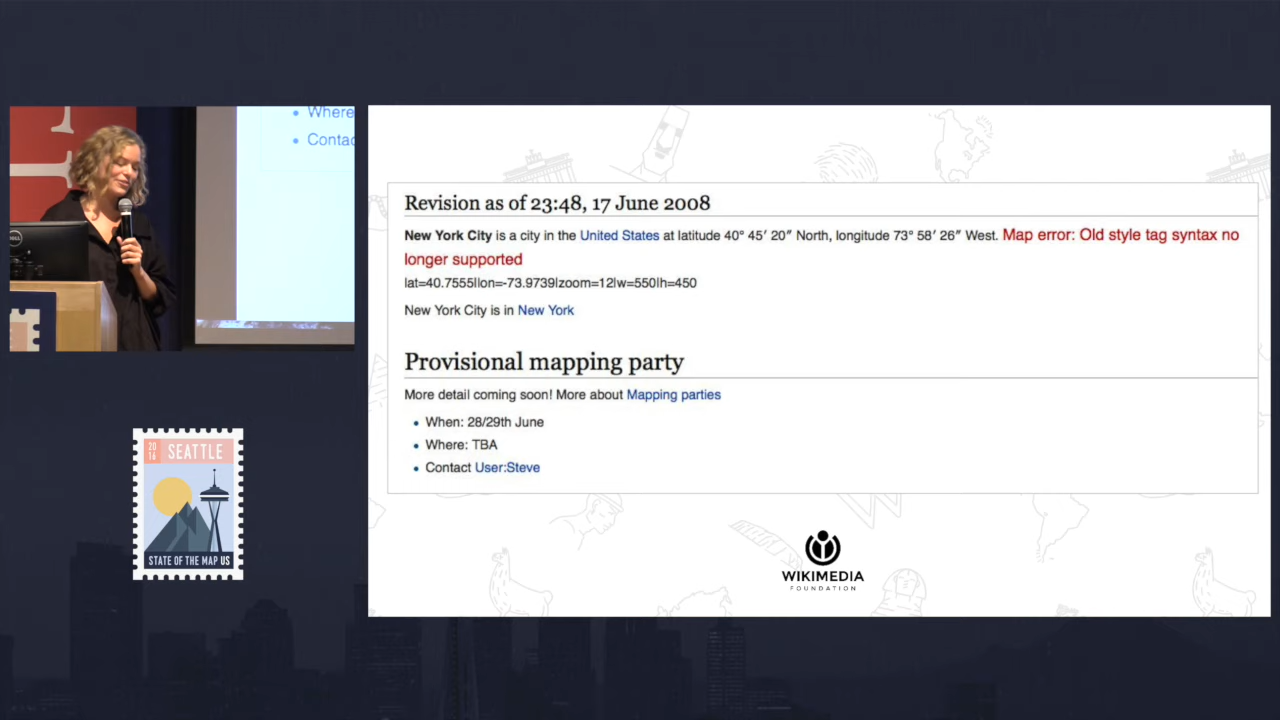 Where
Contac
DELL
20
16
SEATTLE
STATE OF THE MAP US
Revision as of 23:48, 17 June 2008
New York City is a city in the United States at latitude 40° 45′ 20″ North, longitude 73° 58′ 26″ West. Map error: Old style tag syntax no
longer supported
lat=40.7555|lon=-73.9739|zoom=12|w=550|h=450
New York City is in New York
Provisional mapping party
More detail coming soon! More about Mapping parties
• When: 28/29th June
• Where: TBA
• Contact User:Steve
WIKIMEDIA
FOUNDATION